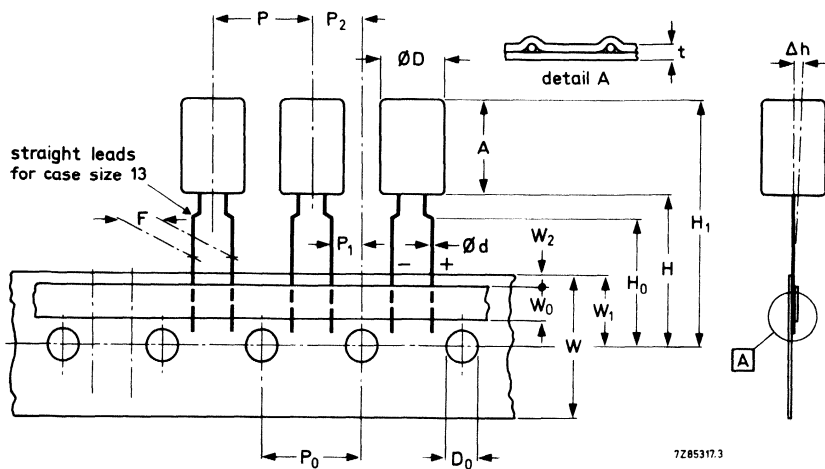 P
P2
ØD
t
detail A
Δh
straight leads
for case size 13
A
F
P1
Ød
W2
H0
H
H1
- +
W0
W1
W
A
P0
D0
7Z85317.3